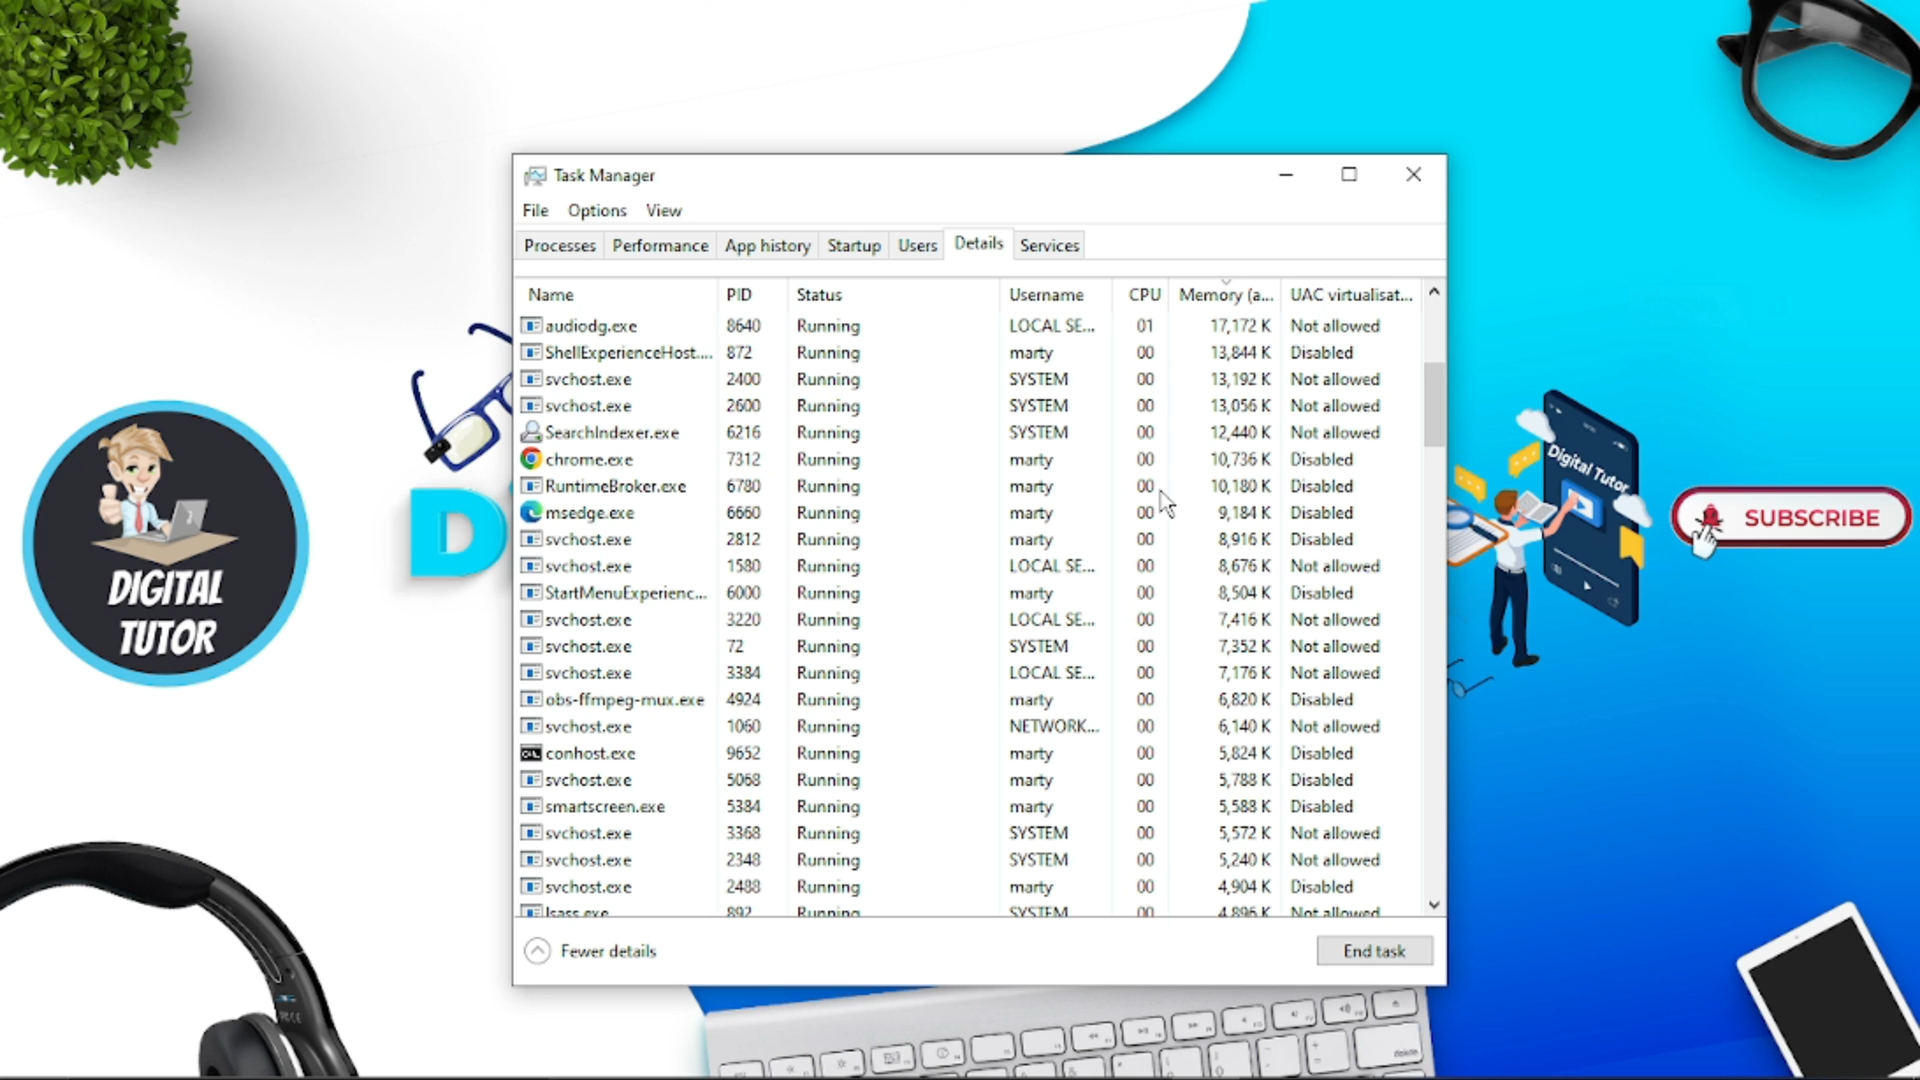 Task Manager
File Options View
Processes Performance App history Startup Users Details Services
Name PID Status Username CPU Memory (a... UAC virtualisat...
audiodg.exe 8640 Running LOCAL SE... 01 17,172 K Not allowed
ShellExperienceHost.... 872 Running marty 00 13,844 K Disabled
svchost.exe 2400 Running SYSTEM 00 13,192 K Not allowed
svchost.exe 2600 Running SYSTEM 00 13,056 K Not allowed
SearchIndexer.exe 6216 Running SYSTEM 00 12,440 K Not allowed
chrome.exe 7312 Running marty 00 10,736 K Disabled
RuntimeBroker.exe 6780 Running marty 00 10,180 K Disabled
msedge.exe 6660 Running marty 00 9,184 K Disabled
svchost.exe 2812 Running marty 00 8,916 K Disabled
svchost.exe 1580 Running LOCAL SE... 00 8,676 K Not allowed
StartMenuExperienc... 6000 Running marty 00 8,504 K Disabled
svchost.exe 3220 Running LOCAL SE... 00 7,416 K Not allowed
svchost.exe 72 Running SYSTEM 00 7,352 K Not allowed
svchost.exe 3384 Running LOCAL SE... 00 7,176 K Not allowed
obs-ffmpeg-mux.exe 4924 Running marty 00 6,820 K Disabled
svchost.exe 1060 Running NETWORK... 00 6,140 K Not allowed
conhost.exe 9652 Running marty 00 5,824 K Disabled
svchost.exe 5068 Running marty 00 5,788 K Disabled
smartscreen.exe 5384 Running marty 00 5,588 K Disabled
svchost.exe 3368 Running SYSTEM 00 5,572 K Not allowed
svchost.exe 2348 Running SYSTEM 00 5,240 K Not allowed
svchost.exe 2488 Running marty 00 4,904 K Disabled
lsass.exe 892 Running SYSTEM 00 4,896 K Not allowed
Fewer details End task
DIGITAL
TUTOR
D
Digital Tutor
SUBSCRIBE
delete